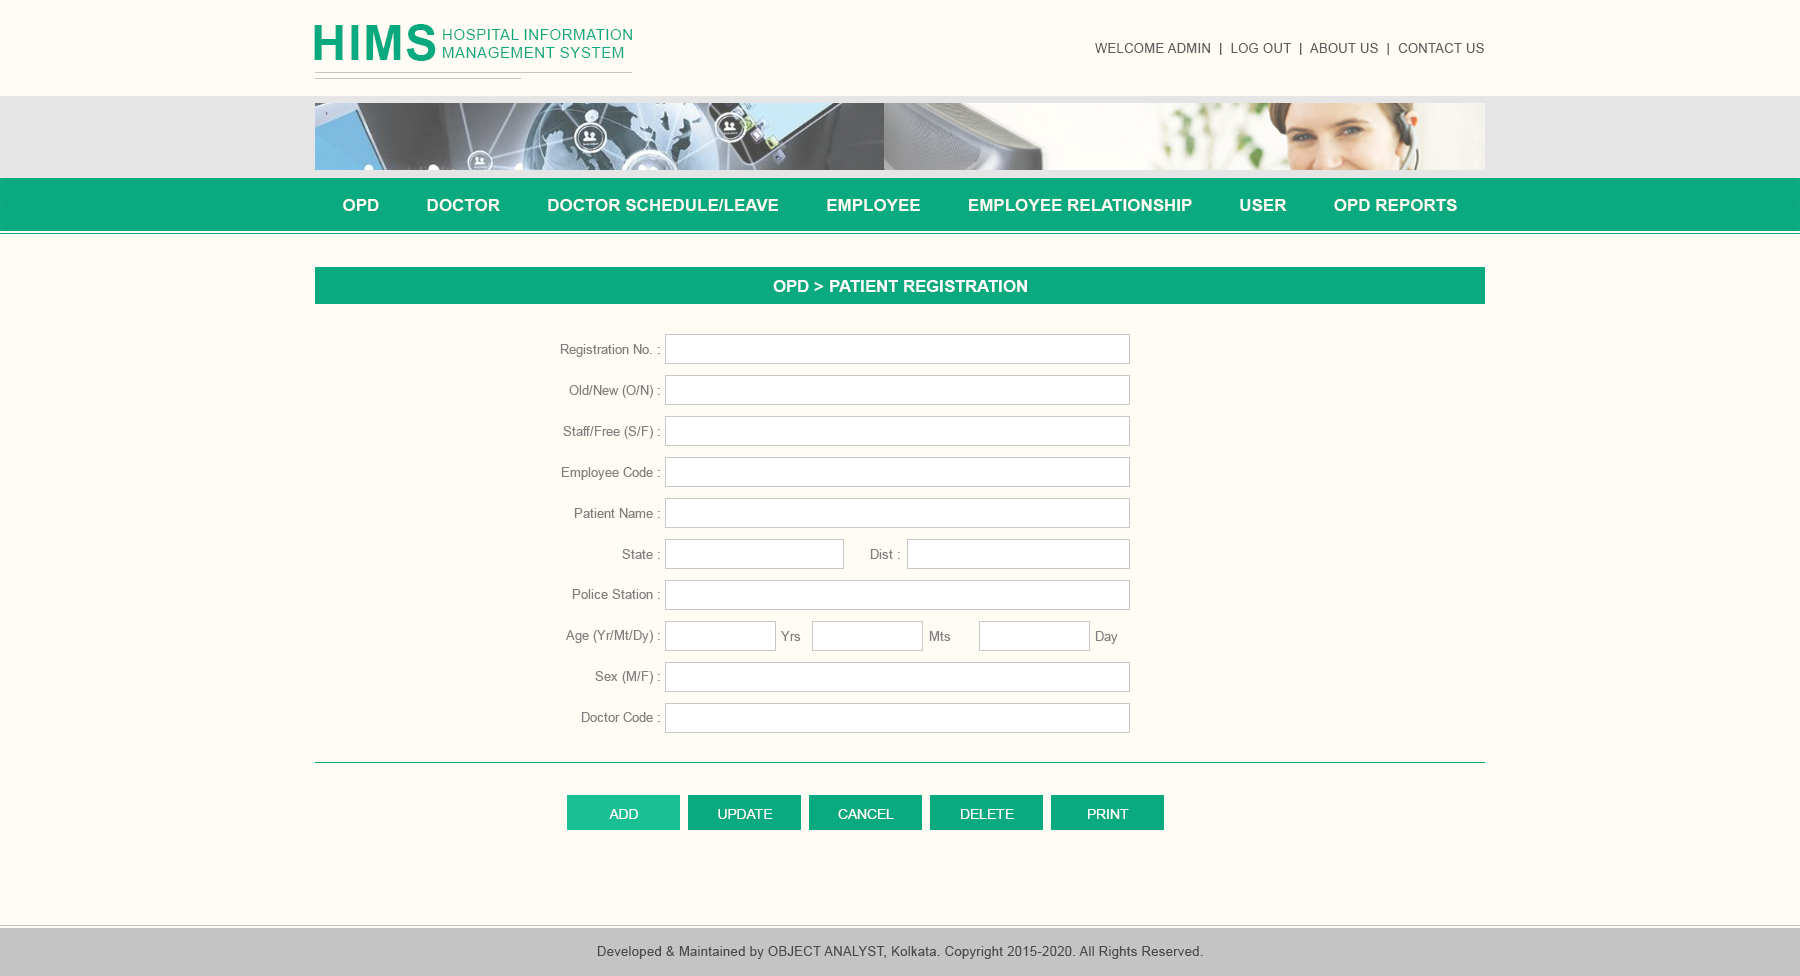 HIMS HOSPITAL INFORMATION
MANAGEMENT SYSTEM
WELCOME ADMIN | LOG OUT | ABOUT US | CONTACT US
OPD DOCTOR DOCTOR SCHEDULE/LEAVE EMPLOYEE EMPLOYEE RELATIONSHIP USER OPD REPORTS
OPD > PATIENT REGISTRATION
Registration No. :
Old/New (O/N) :
Staff/Free (S/F) :
Employee Code :
Patient Name :
State : Dist :
Police Station :
Age (Yr/Mt/Dy) : Yrs Mts Day
Sex (M/F) :
Doctor Code :
ADD UPDATE CANCEL DELETE PRINT
Developed & Maintained by OBJECT ANALYST, Kolkata. Copyright 2015-2020. All Rights Reserved.